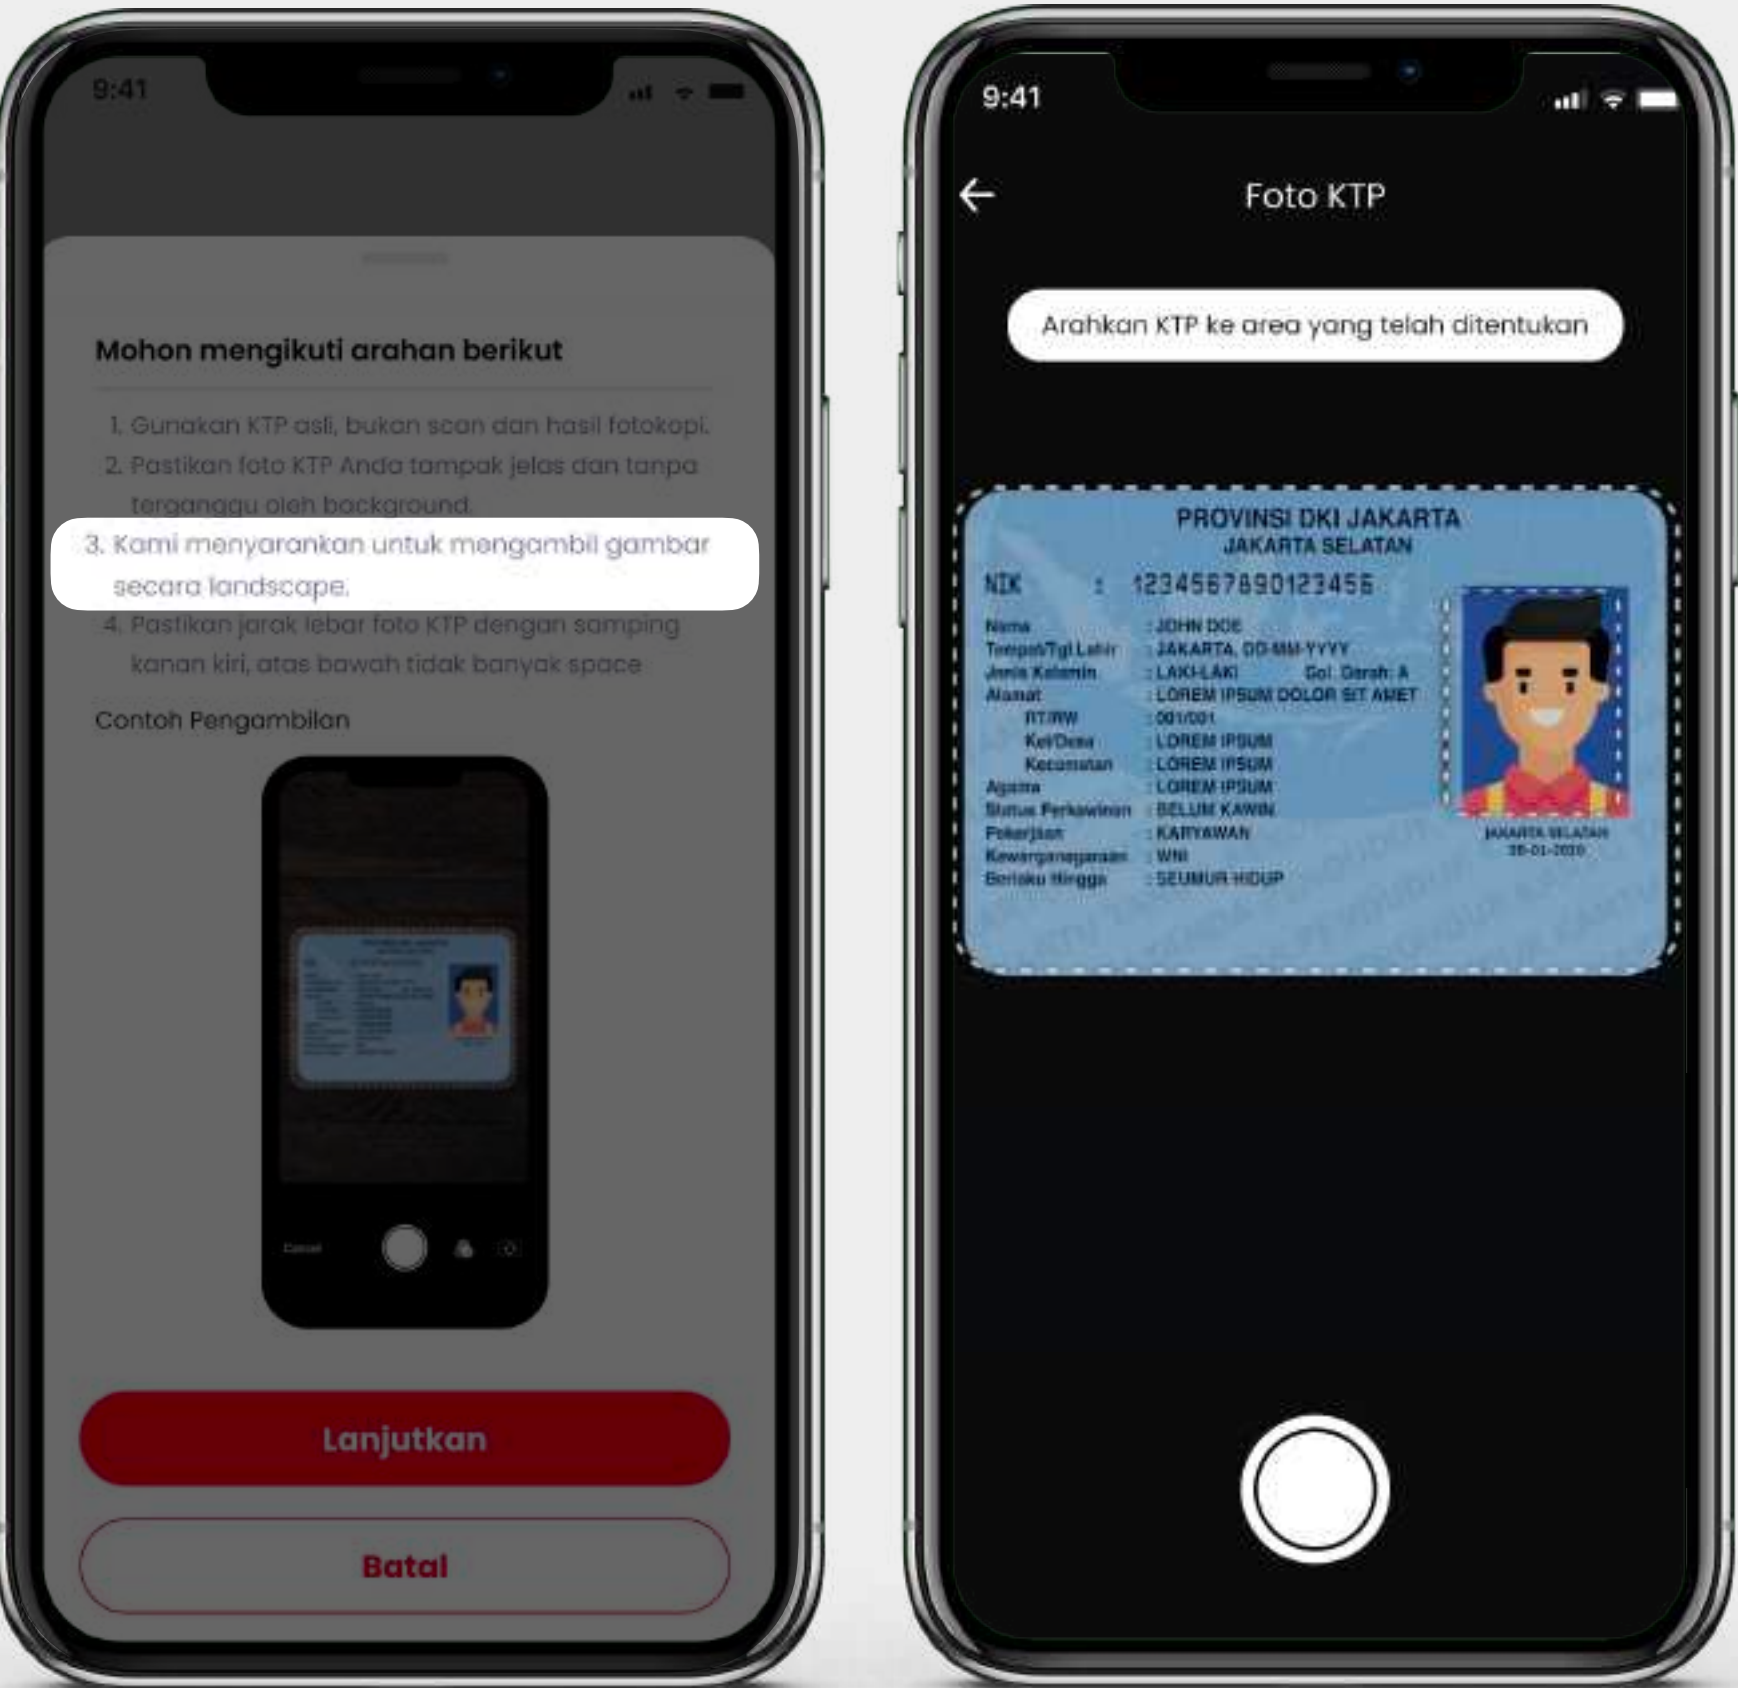 9:41
Mohon mengikuti arahan berikut
1. Gunakan KTP asli, bukan scan dan hasil fotokopi.
2. Pastikan foto KTP Anda tampak jelas dan tanpa
terganggu oleh background.
3. Kami menyarankan untuk mengambil gambar
secara landscape.
4. Pastikan jarak lebar foto KTP dengan samping
kanan kiri, atas bawah tidak banyak space
Contoh Pengambilan
Cancel
Lanjutkan
Batal
9:41
Foto KTP
Arahkan KTP ke area yang telah ditentukan
PROVINSI DKI JAKARTA
JAKARTA SELATAN
NIK : 1234567890123456
Nama : JOHN DOE
Tempat/Tgl Lahir : JAKARTA, DD-MM-YYYY
Jenis Kelamin : LAKI-LAKI Gol. Darah: A
Alamat : LOREM IPSUM DOLOR SIT AMET
RT/RW : 001/001
Kel/Desa : LOREM IPSUM
Kecamatan : LOREM IPSUM
Agama : LOREM IPSUM
Status Perkawinan : BELUM KAWIN
Pekerjaan : KARYAWAN
Kewarganegaraan : WNI
Berlaku Hingga : SEUMUR HIDUP
JAKARTA SELATAN